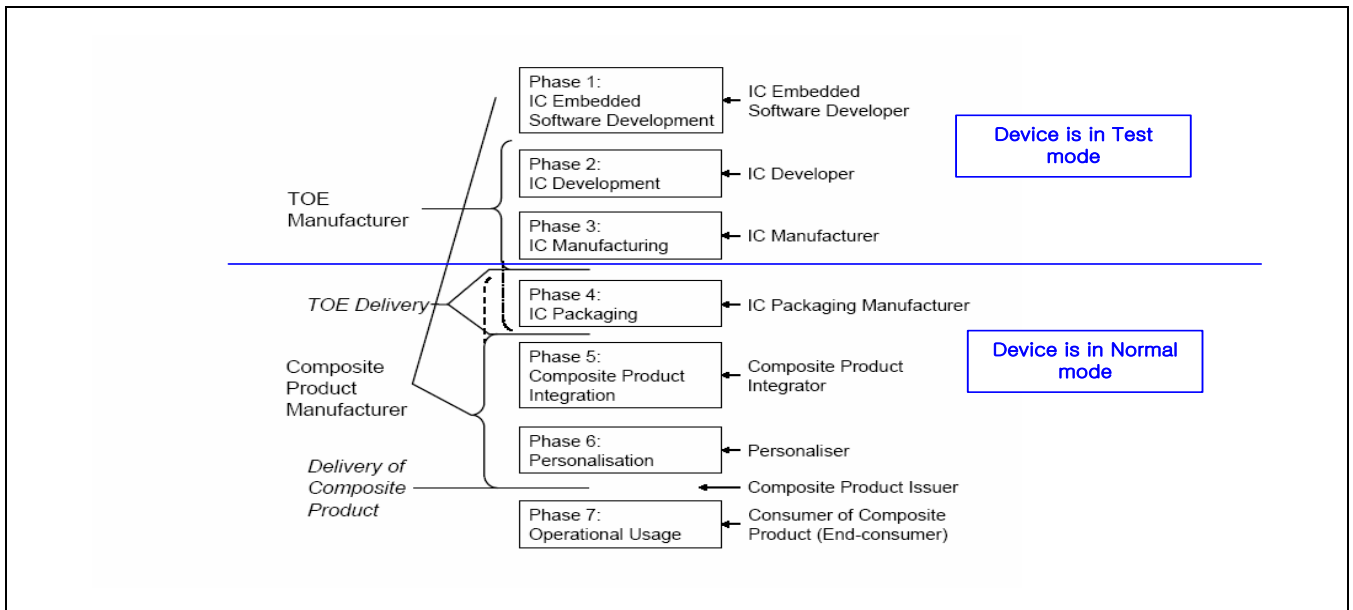 Phase 1:
IC Embedded
Software Development
IC Embedded
Software Developer
Device is in Test
mode
Phase 2:
IC Development
IC Developer
TOE
Manufacturer
Phase 3:
IC Manufacturing
IC Manufacturer
TOE Delivery
Phase 4:
IC Packaging
IC Packaging Manufacturer
Device is in Normal
mode
Composite
Product
Manufacturer
Phase 5:
Composite Product
Integration
Composite Product
Integrator
Phase 6:
Personalisation
Personaliser
Delivery of
Composite
Product
Composite Product Issuer
Phase 7:
Operational Usage
Consumer of Composite
Product (End-consumer)